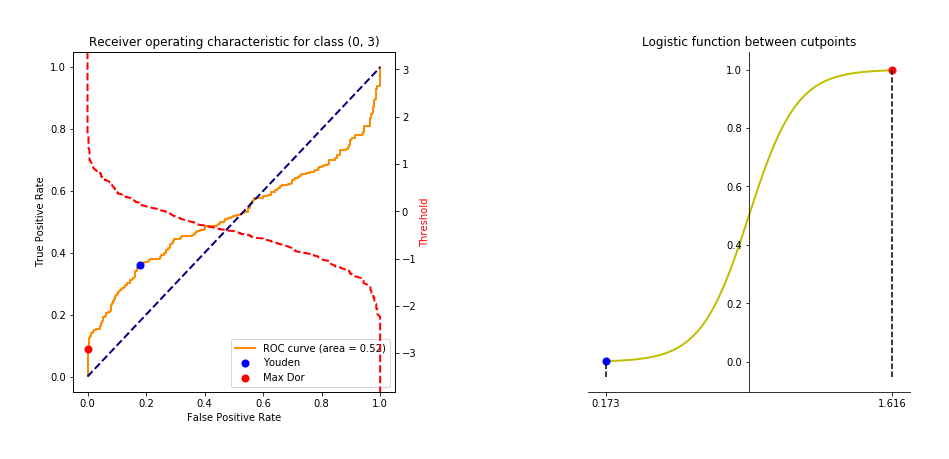 Receiver operating characteristic for class (0, 3)
1.0
0.8
0.6
0.4
0.2
0.0
True Positive Rate
0.0 0.2 0.4 0.6 0.8 1.0
False Positive Rate
3
2
1
0
−1
−2
−3
Threshold
ROC curve (area = 0.52)
Youden
Max Dor
Logistic function between cutpoints
1.0
0.8
0.6
0.4
0.2
0.0
0.173 1.616